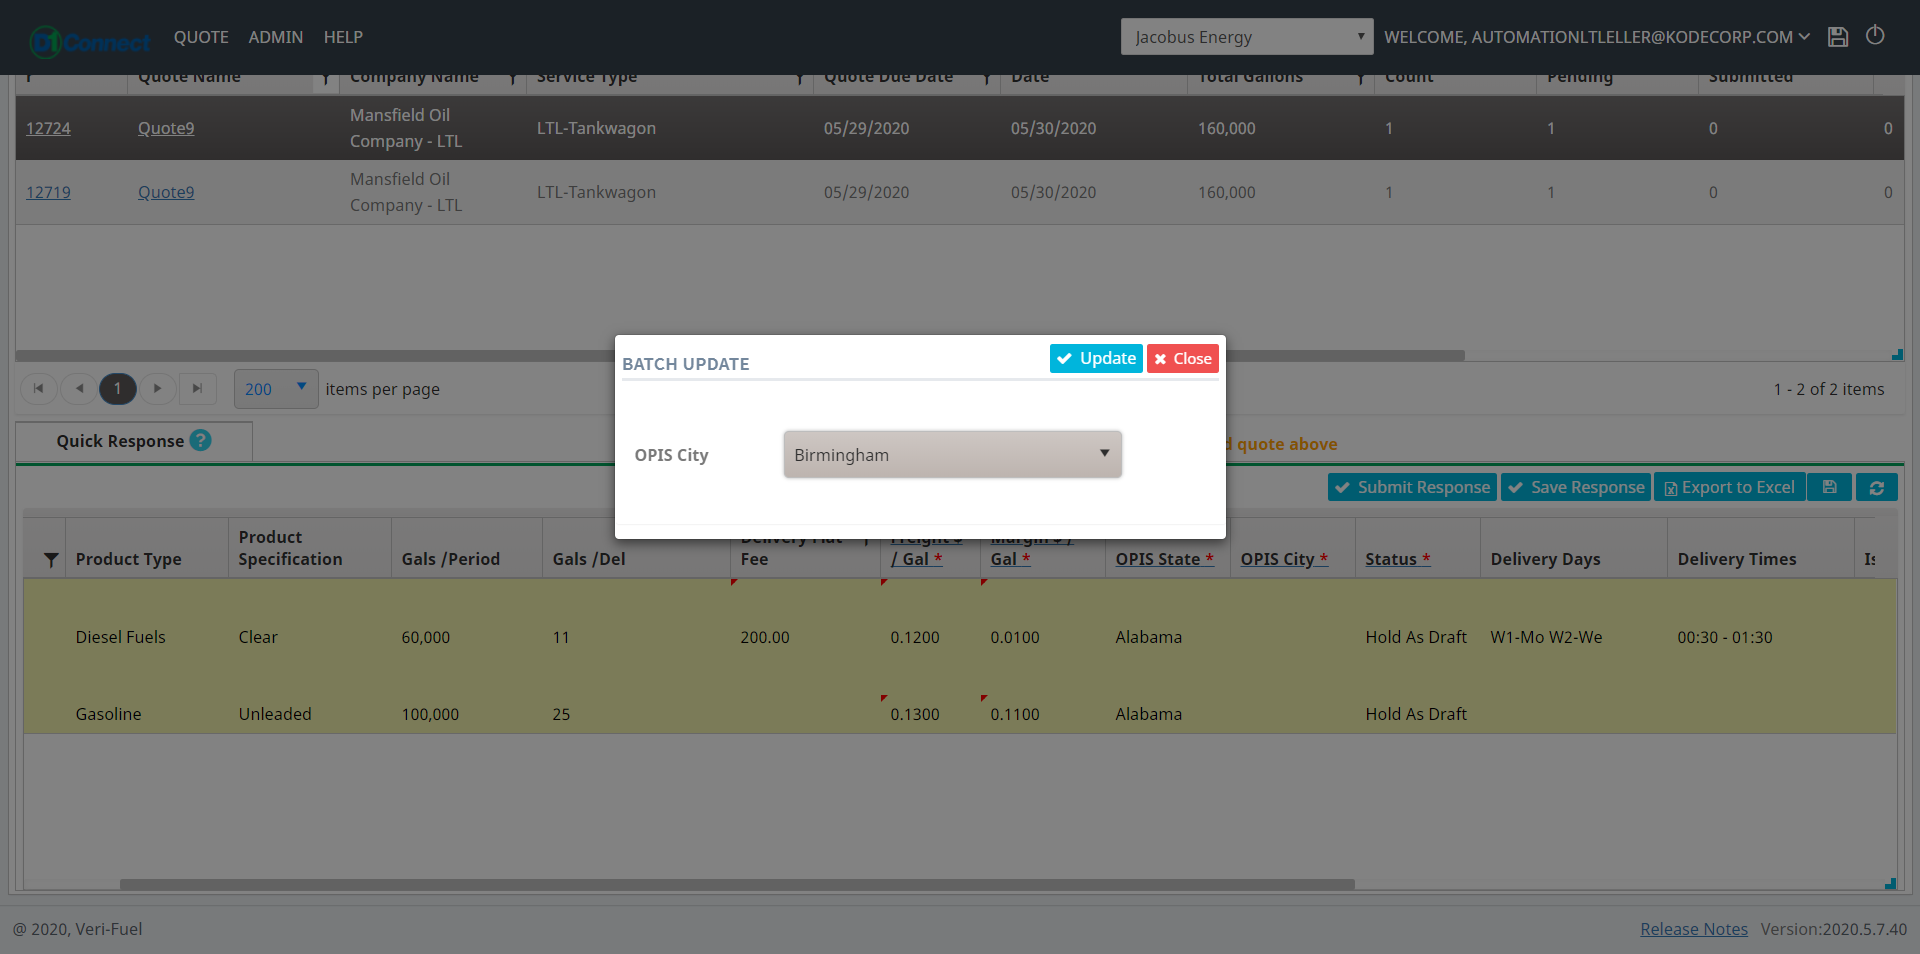 D1Connect QUOTE ADMIN HELP Jacobus Energy WELCOME, AUTOMATIONLTLELLER@KODECORP.COM
Quote Name Company Name Service Type Quote Due Date Date Total Gallons Count Pending Submitted
12724 Quote9 Mansfield Oil Company - LTL LTL-Tankwagon 05/29/2020 05/30/2020 160,000 1 1 0 0
12719 Quote9 Mansfield Oil Company - LTL LTL-Tankwagon 05/29/2020 05/30/2020 160,000 1 1 0 0
BATCH UPDATE Update Close
1 200 items per page 1 - 2 of 2 items
Quick Response ? quote above
OPIS City Birmingham
Submit Response Save Response Export to Excel
Product Type Product Specification Gals /Period Gals /Del Delivery Flat Fee Freight $ / Gal * Margin $ / Gal * OPIS State * OPIS City * Status * Delivery Days Delivery Times Is
Diesel Fuels Clear 60,000 11 200.00 0.1200 0.0100 Alabama Hold As Draft W1-Mo W2-We 00:30 - 01:30
Gasoline Unleaded 100,000 25 0.1300 0.1100 Alabama Hold As Draft
@ 2020, Veri-Fuel Release Notes Version:2020.5.7.40